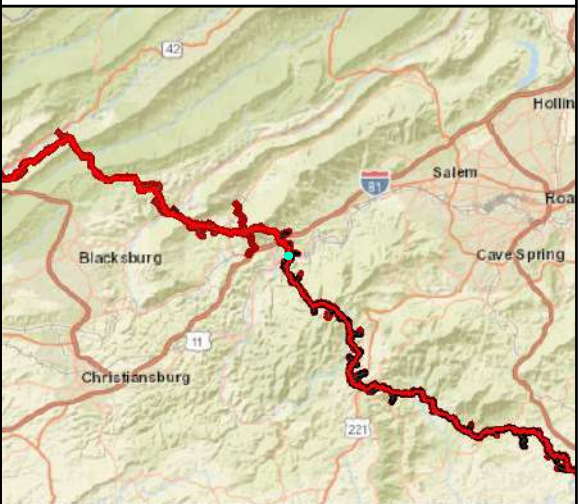 42
Hollin
81
Salem
Roa
Blacksburg
Cave Spring
11
Christiansburg
221